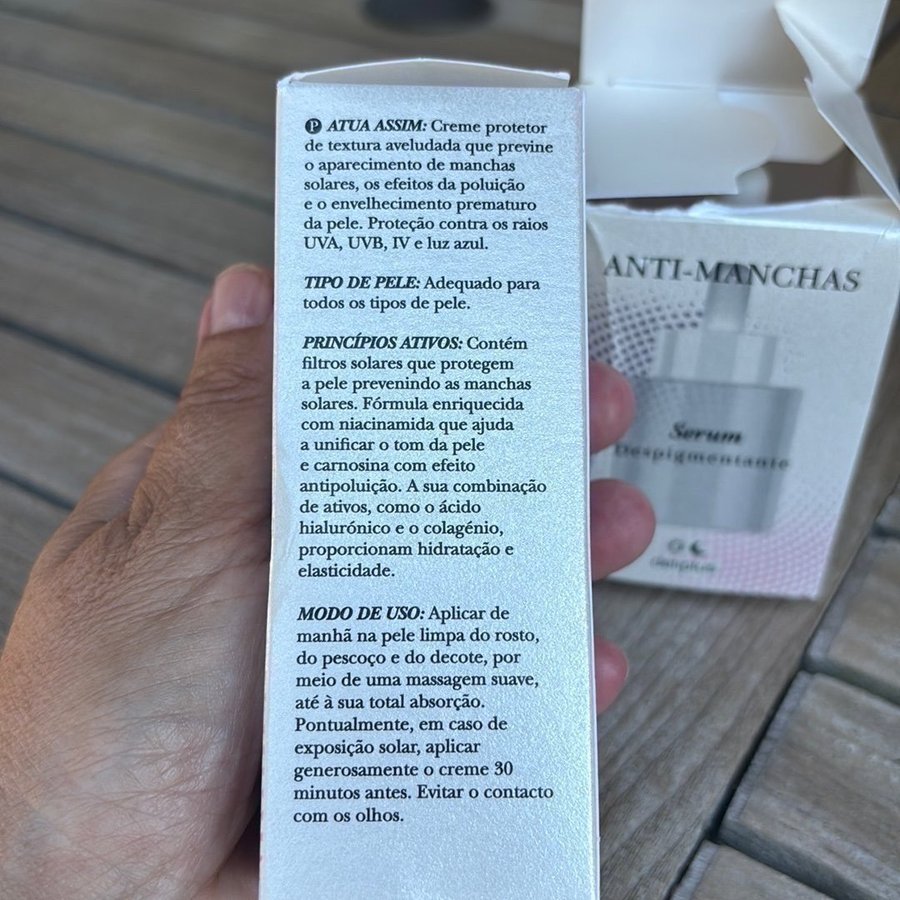 P ATUA ASSIM: Creme protetor
de textura aveludada que previne
o aparecimento de manchas
solares, os efeitos da poluição
e o envelhecimento prematuro
da pele. Proteção contra os raios
UVA, UVB, IV e luz azul.
TIPO DE PELE: Adequado para
todos os tipos de pele.
PRINCÍPIOS ATIVOS: Contém
filtros solares que protegem
a pele prevenindo as manchas
solares. Fórmula enriquecida
com niacinamida que ajuda
a unificar o tom da pele
e carnosina com efeito
antipoluição. A sua combinação
de ativos, como o ácido
hialurónico e o colagénio,
proporcionam hidratação e
elasticidade.
MODO DE USO: Aplicar de
manhã na pele limpa do rosto,
do pescoço e do decote, por
meio de uma massagem suave,
até à sua total absorção.
Pontualmente, em caso de
exposição solar, aplicar
generosamente o creme 30
minutos antes. Evitar o contacto
com os olhos.
ANTI-MANCHAS
Serum
Despigmentante
deliplus